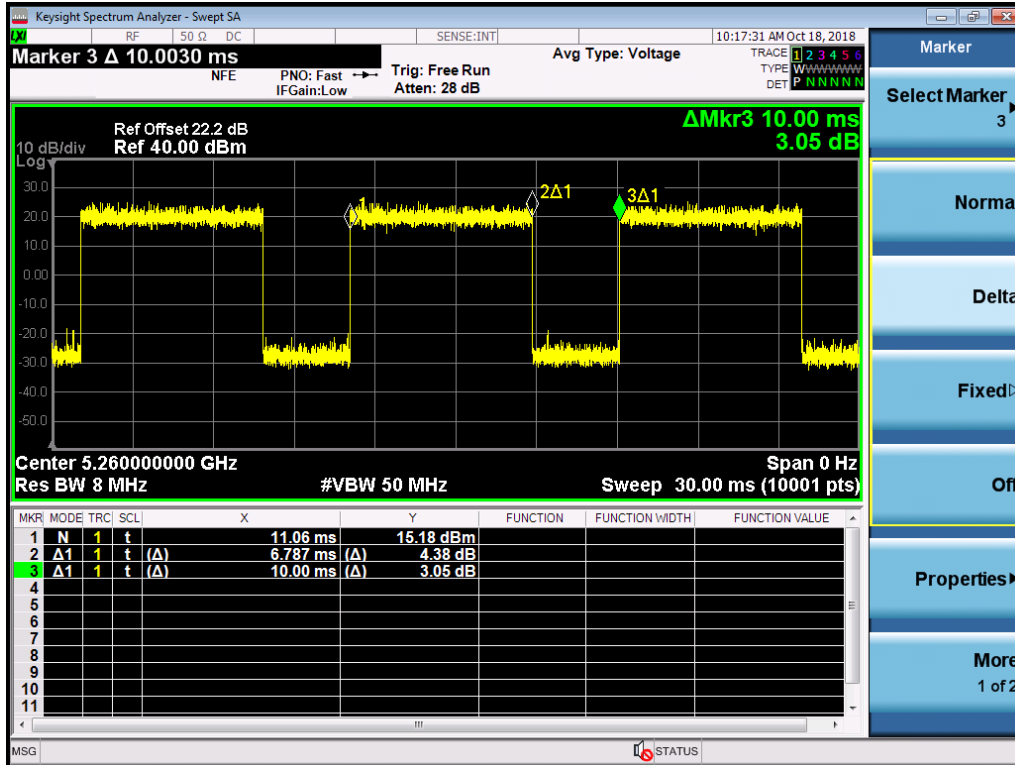 Keysight Spectrum Analyzer - Swept SA
LXI RF 50 Ω DC SENSE:INT 10:17:31 AM Oct 18, 2018
Marker 3 Δ 10.0030 ms
NFE
PNO: Fast
IFGain:Low
Trig: Free Run
Atten: 28 dB
Avg Type: Voltage
TRACE 1 2 3 4 5 6
TYPE WWWWWW
DET P N N N N N
Ref Offset 22.2 dB
10 dB/div Ref 40.00 dBm
Log
ΔMkr3 10.00 ms
3.05 dB
30.0
20.0
10.0
0.00
-10.0
-20.0
-30.0
-40.0
-50.0
1
2Δ1
3Δ1
Center 5.260000000 GHz Span 0 Hz
Res BW 8 MHz #VBW 50 MHz Sweep 30.00 ms (10001 pts)
MKR MODE TRC SCL X Y FUNCTION FUNCTION WIDTH FUNCTION VALUE
1 N 1 t 11.06 ms 15.18 dBm
2 Δ1 1 t (Δ) 6.787 ms (Δ) 4.38 dB
3 Δ1 1 t (Δ) 10.00 ms (Δ) 3.05 dB
4
5
6
7
8
9
10
11
MSG STATUS
Marker
Select Marker
3
Norma
Delta
Fixed
Off
Properties
More
1 of 2